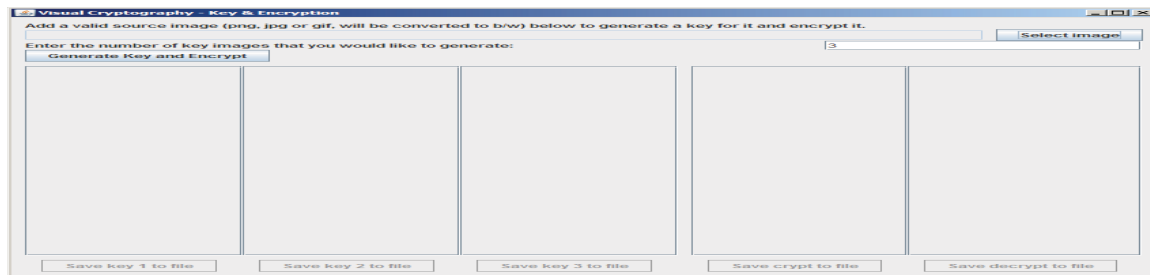 Visual Cryptography - Key & Encryption
Add a valid source image (png, jpg or gif, will be converted to b/w) below to generate a key for it and encrypt it.
Select image
Enter the number of key images that you would like to generate: 3
Generate Key and Encrypt
Save key 1 to file Save key 2 to file Save key 3 to file Save crypt to file Save decrypt to file